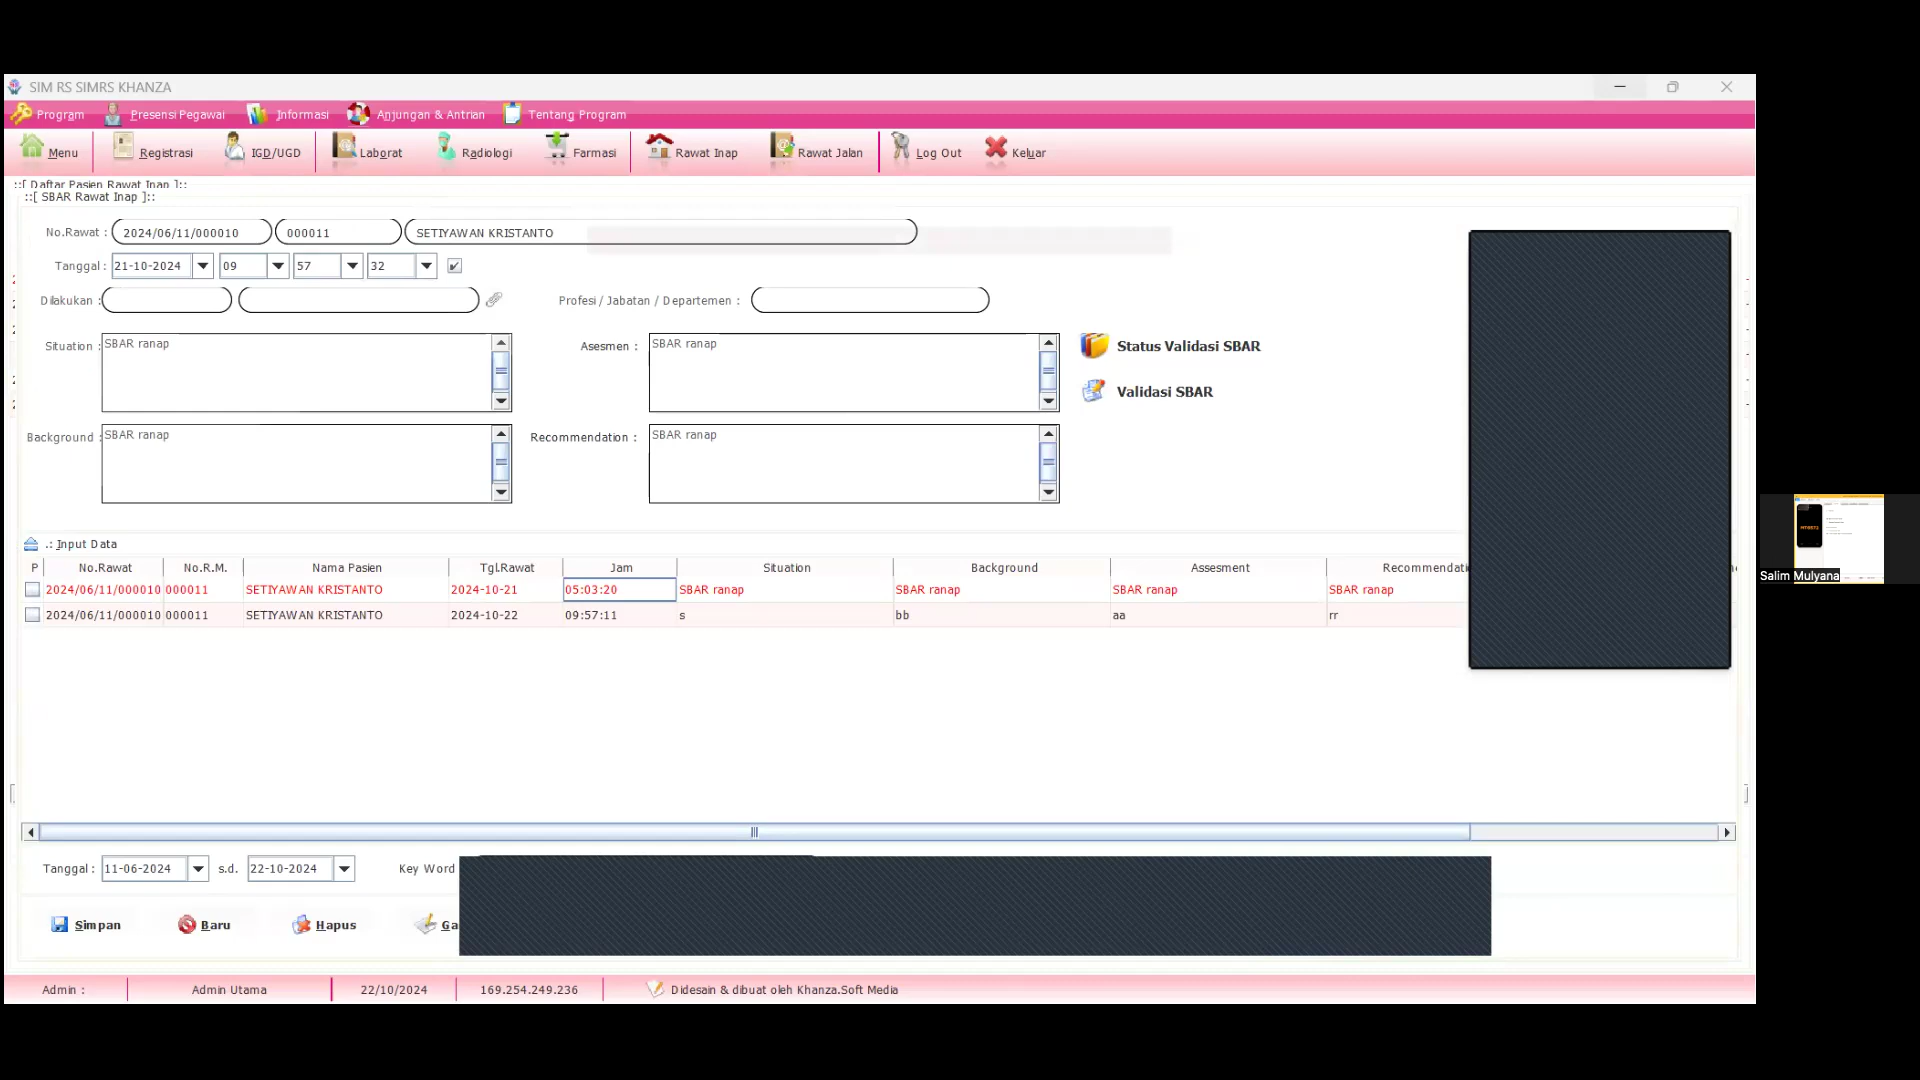 SIM RS SIMRS KHANZA
Program Presensi Pegawai Informasi Anjungan & Antrian Tentang Program
Menu Registrasi IGD/UGD Laborat Radiologi Farmasi Rawat Inap Rawat Jalan Log Out Keluar
::[ Daftar Pasien Rawat Inap ]::
::[ SBAR Rawat Inap ]::
No.Rawat : 2024/06/11/000010 000011 SETIYAWAN KRISTANTO
Tanggal : 21-10-2024 09 57 32
Dilakukan : Profesi / Jabatan / Departemen :
Situation : SBAR ranap Asesmen : SBAR ranap Status Validasi SBAR
Validasi SBAR
Background : SBAR ranap Recommendation : SBAR ranap
.: Input Data
P No.Rawat No.R.M. Nama Pasien Tgl.Rawat Jam Situation Background Assesment Recommendati
2024/06/11/000010 000011 SETIYAWAN KRISTANTO 2024-10-21 05:03:20 SBAR ranap SBAR ranap SBAR ranap SBAR ranap
2024/06/11/000010 000011 SETIYAWAN KRISTANTO 2024-10-22 09:57:11 s bb aa rr
Tanggal : 11-06-2024 s.d. 22-10-2024 Key Word
Simpan Baru Hapus Ga
Admin : Admin Utama 22/10/2024 169.254.249.236 Didesain & dibuat oleh Khanza.Soft Media
Salim Mulyana